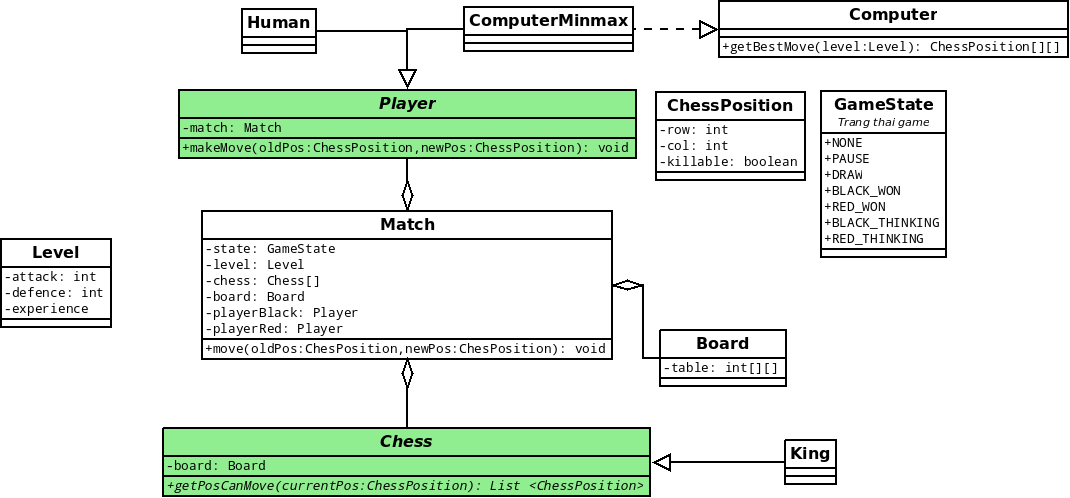 Human
ComputerMinmax
Computer
+getBestMove(level:Level): ChessPosition[][]
Player
-match: Match
+makeMove(oldPos:ChessPosition,newPos:ChessPosition): void
ChessPosition
-row: int
-col: int
-killable: boolean
GameState
Trang thai game
+NONE
+PAUSE
+DRAW
+BLACK_WON
+RED_WON
+BLACK_THINKING
+RED_THINKING
Match
-state: GameState
-level: Level
-chess: Chess[]
-board: Board
-playerBlack: Player
-playerRed: Player
+move(oldPos:ChesPosition,newPos:ChesPosition): void
Level
-attack: int
-defence: int
-experience
Board
-table: int[][]
Chess
-board: Board
+getPosCanMove(currentPos:ChessPosition): List <ChessPosition>
King